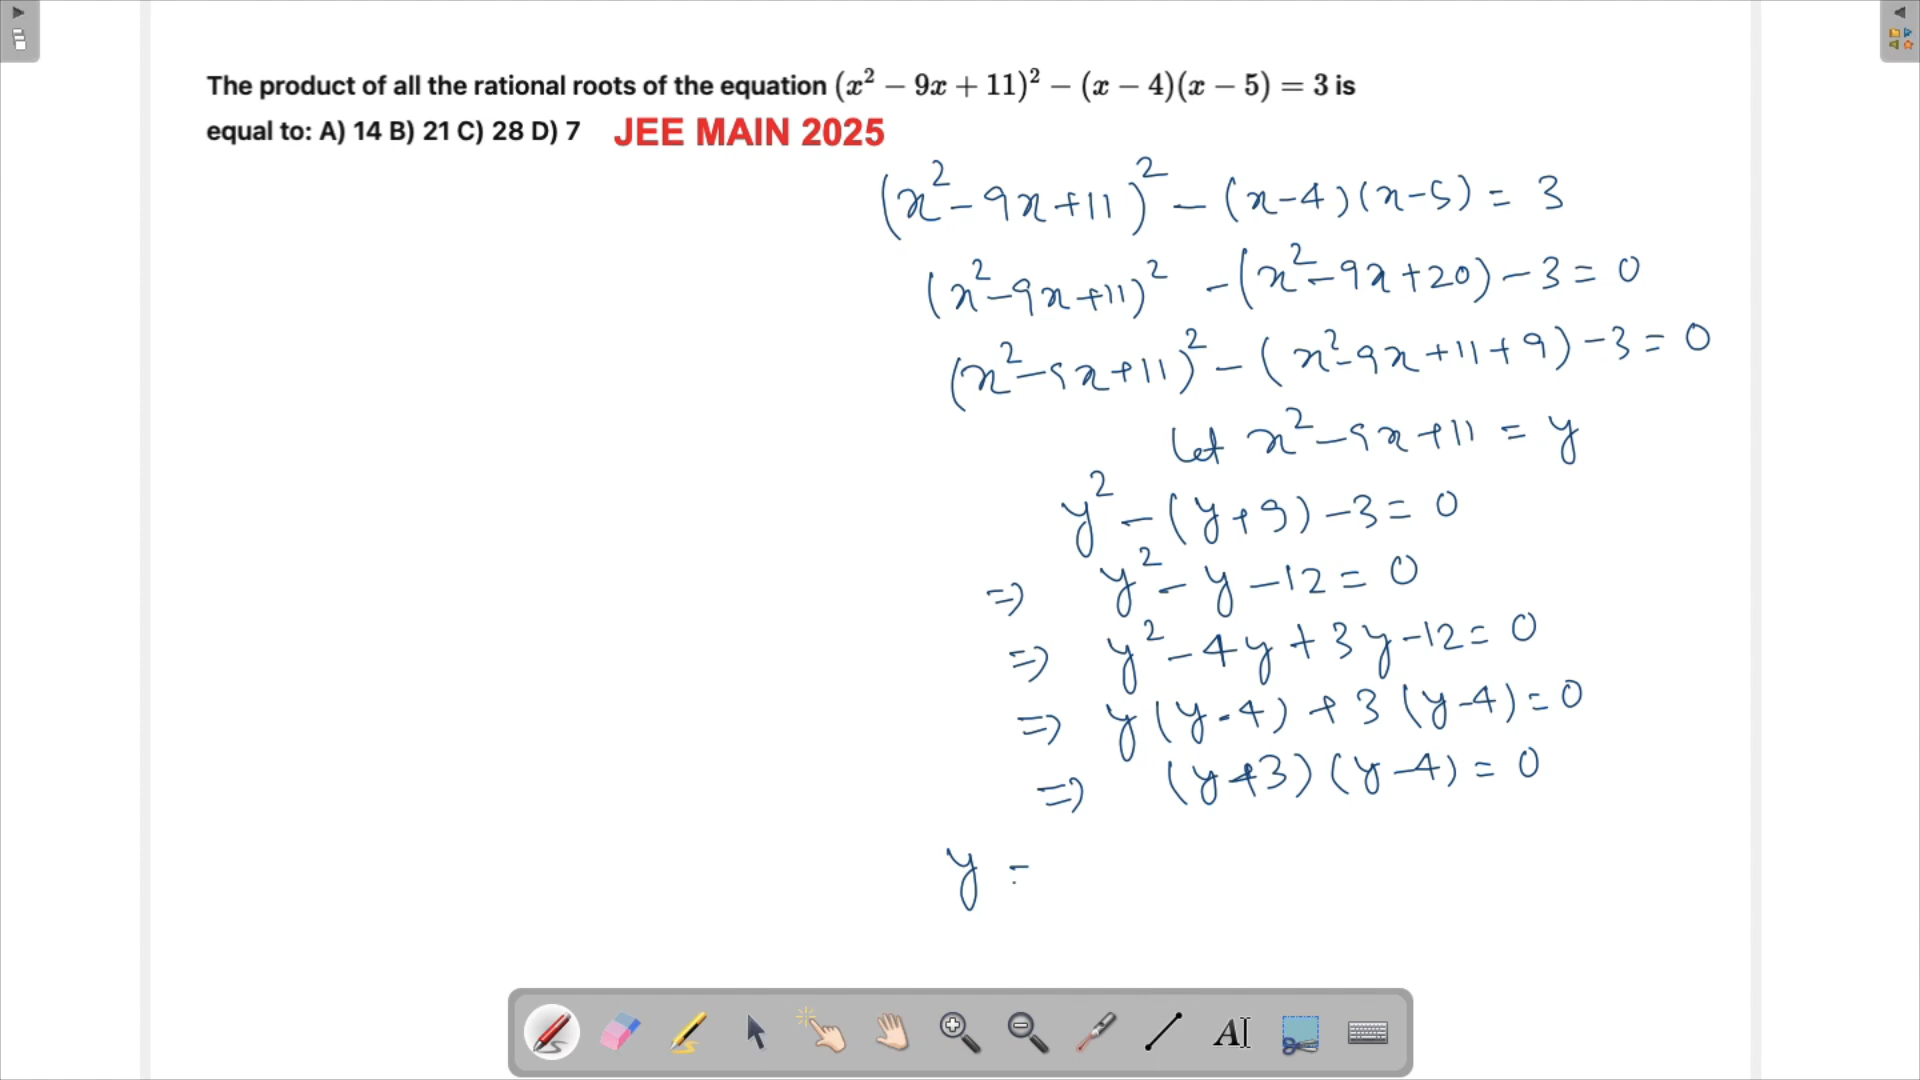 The product of all the rational roots of the equation (x² − 9x + 11)² − (x − 4)(x − 5) = 3 is
equal to: A) 14 B) 21 C) 28 D) 7 JEE MAIN 2025
(x²-9x+11)² - (x-4)(x-5) = 3
(x²-9x+11)² -(x²-9x+20)-3=0
(x²-9x+11)² - (x²-9x+11+9)-3=0
Let x²-9x+11 = y
y²-(y+9)-3=0
=> y²-y-12=0
=> y²-4y+3y-12=0
=> y(y-4)+3(y-4)=0
=> (y+3)(y-4)=0
y =
AI